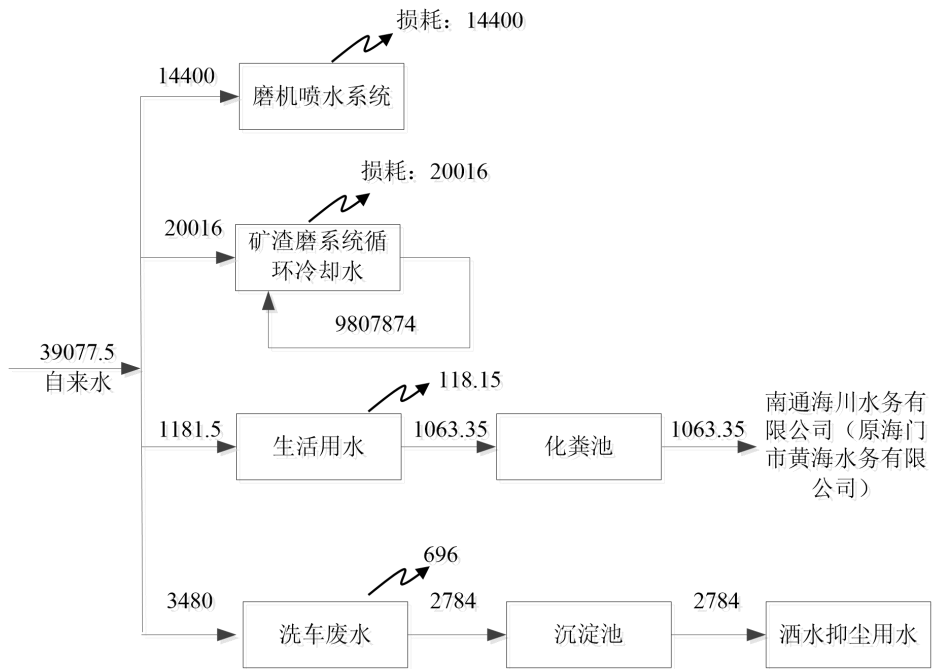 损耗：14400
14400
磨机喷水系统
损耗：20016
20016
矿渣磨系统循
环冷却水
9807874
39077.5
自来水
118.15
1181.5
生活用水
1063.35
化粪池
1063.35
南通海川水务有
限公司（原海门
市黄海水务有限
公司）
696
3480
洗车废水
2784
沉淀池
2784
洒水抑尘用水